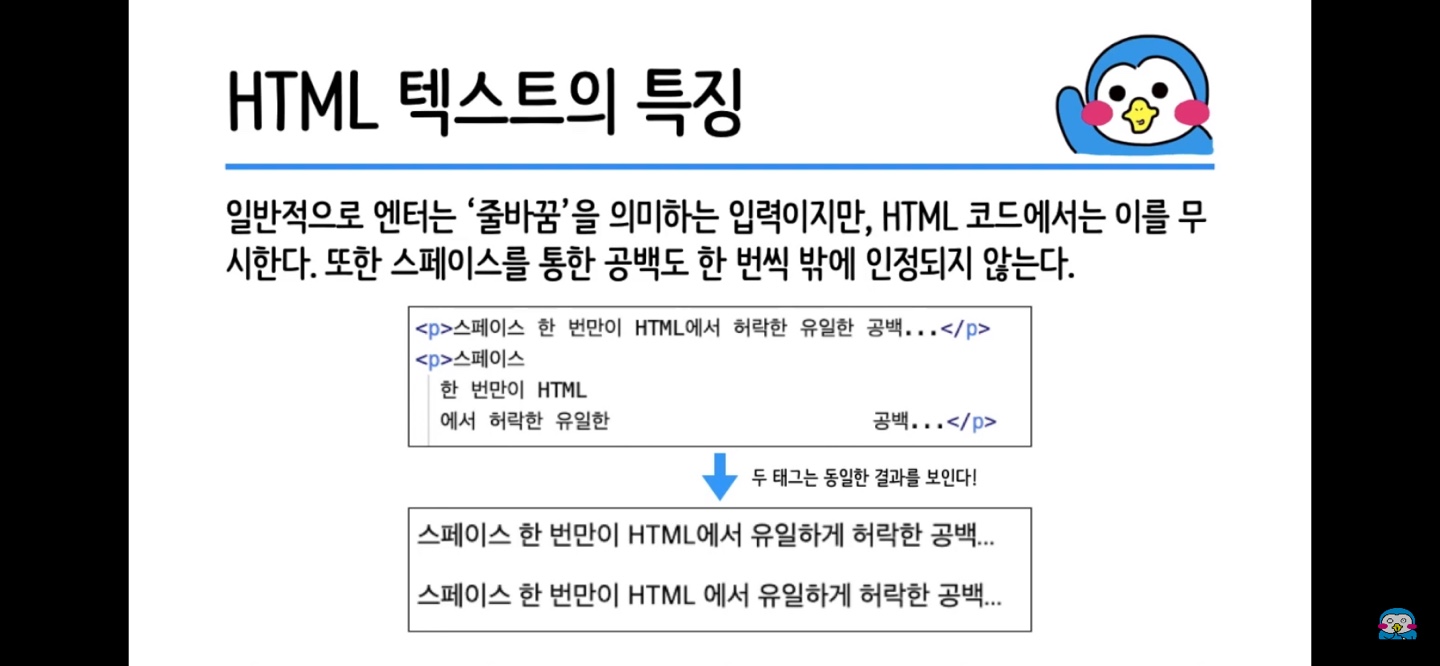 HTML 텍스트의 특징
일반적으로 엔터는 ‘줄바꿈’을 의미하는 입력이지만, HTML 코드에서는 이를 무
시한다. 또한 스페이스를 통한 공백도 한 번씩 밖에 인정되지 않는다.
<p>스페이스 한 번만이 HTML에서 허락한 유일한 공백...</p>
<p>스페이스
한 번만이 HTML
에서 허락한 유일한 공백...</p>
두 태그는 동일한 결과를 보인다!
스페이스 한 번만이 HTML에서 유일하게 허락한 공백...
스페이스 한 번만이 HTML 에서 유일하게 허락한 공백...